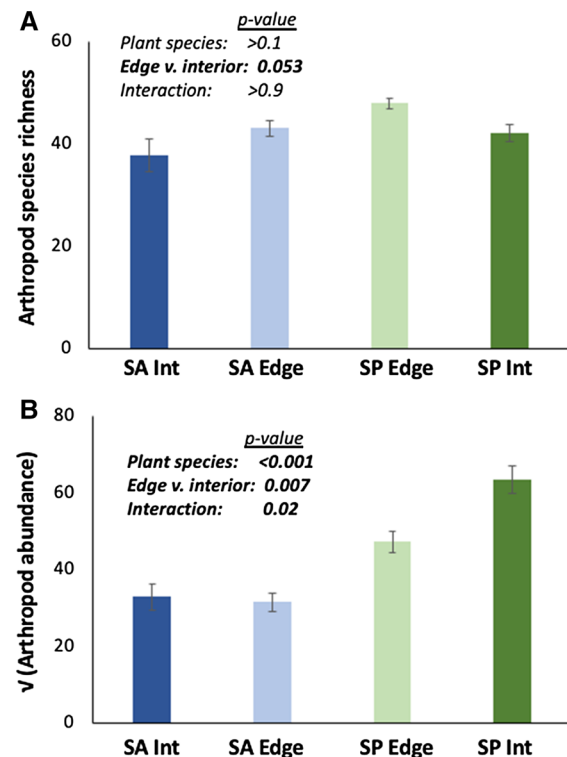 A
p-value
Plant species: >0.1
Edge v. interior: 0.053
Interaction: >0.9
Arthropod species richness
60
40
20
0
SA Int SA Edge SP Edge SP Int
B
p-value
Plant species: <0.001
Edge v. interior: 0.007
Interaction: 0.02
√ (Arthropod abundance)
80
60
40
20
0
SA Int SA Edge SP Edge SP Int